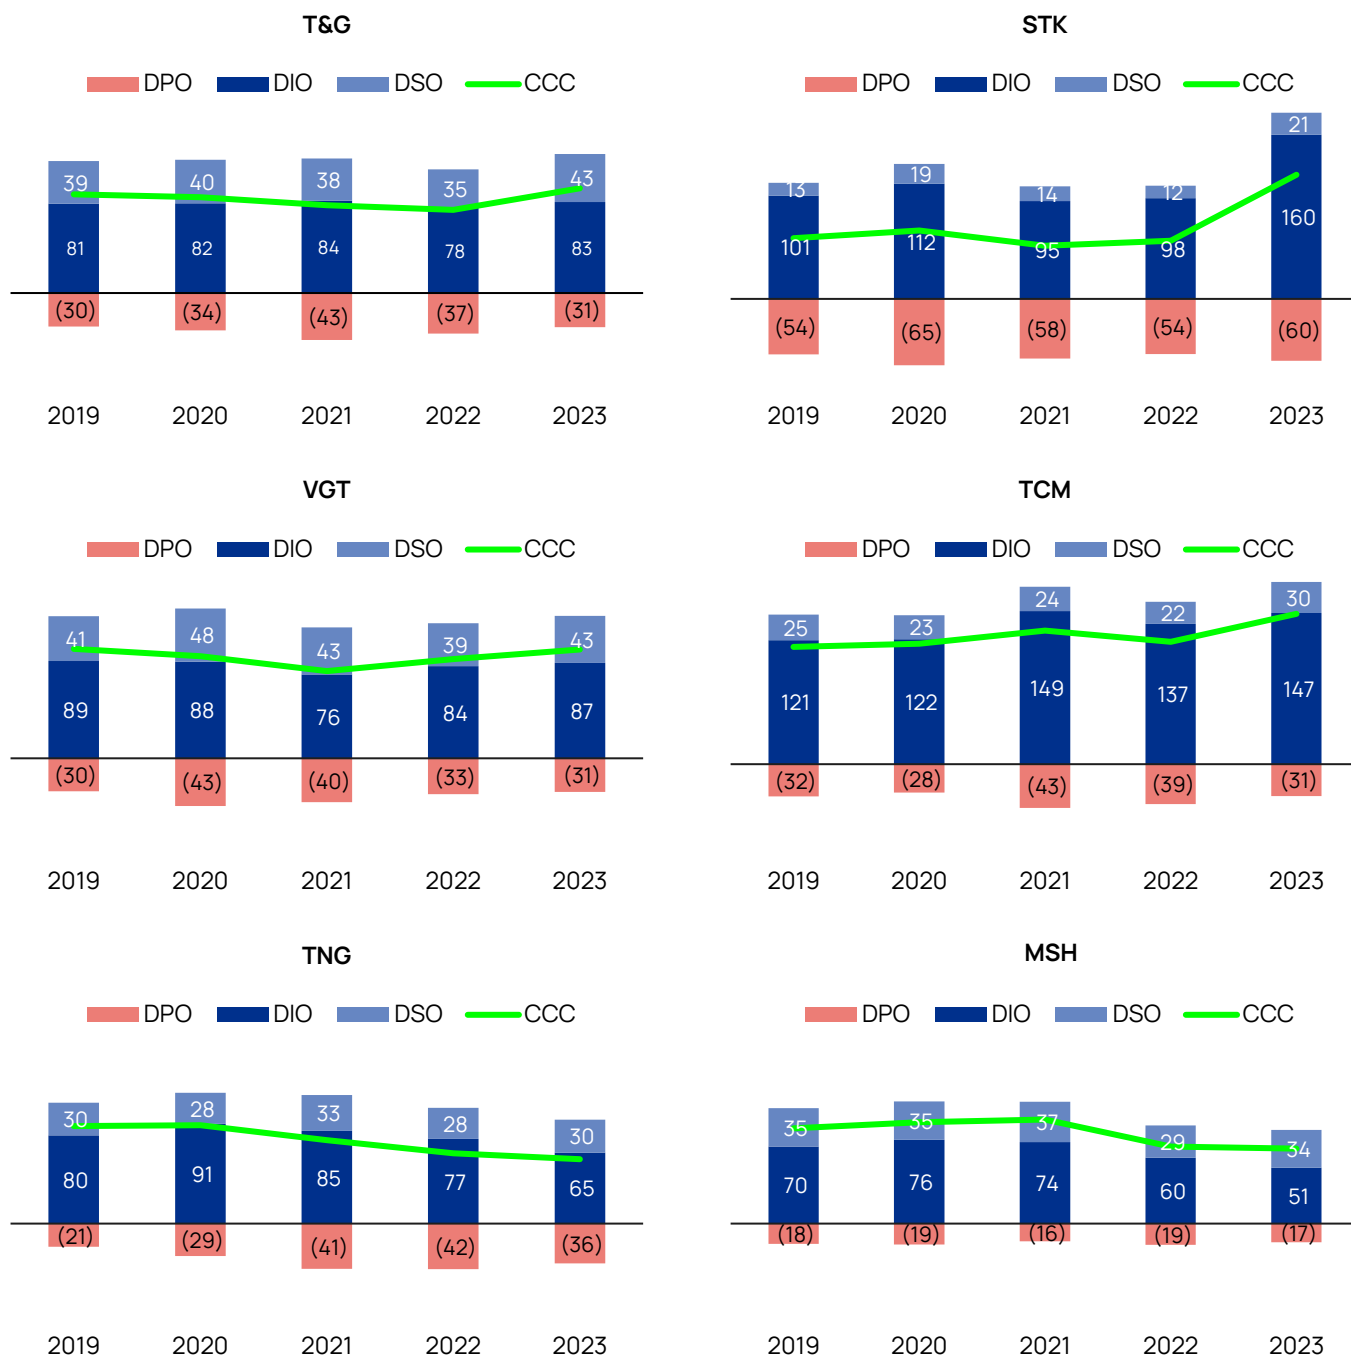 T&G
DPO DIO DSO CCC
39 40 38 35 43
81 82 84 78 83
(30) (34) (43) (37) (31)
2019 2020 2021 2022 2023
STK
DPO DIO DSO CCC
13 19 14 12 21
101 112 95 98 160
(54) (65) (58) (54) (60)
2019 2020 2021 2022 2023
VGT
DPO DIO DSO CCC
41 48 43 39 43
89 88 76 84 87
(30) (43) (40) (33) (31)
2019 2020 2021 2022 2023
TCM
DPO DIO DSO CCC
25 23 24 22 30
121 122 149 137 147
(32) (28) (43) (39) (31)
2019 2020 2021 2022 2023
TNG
DPO DIO DSO CCC
30 28 33 28 30
80 91 85 77 65
(21) (29) (41) (42) (36)
2019 2020 2021 2022 2023
MSH
DPO DIO DSO CCC
35 35 37 29 34
70 76 74 60 51
(18) (19) (16) (19) (17)
2019 2020 2021 2022 2023